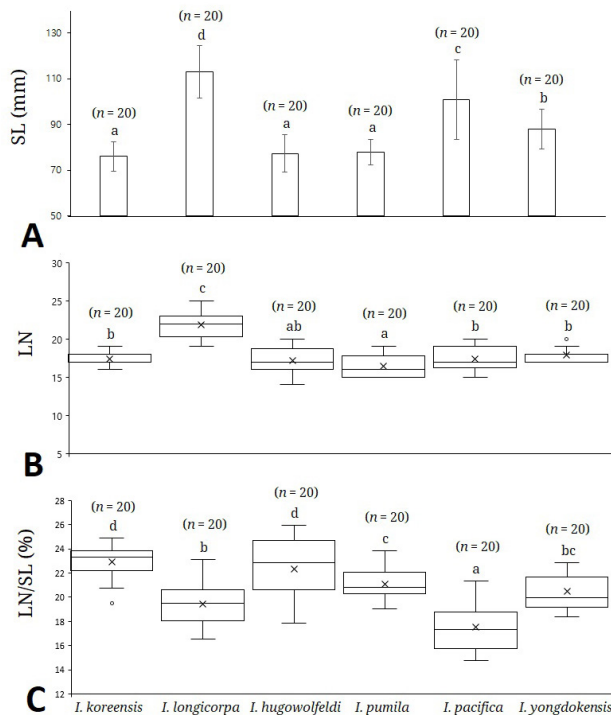 SL (mm)
130
110
90
70
50
(n = 20)
a
(n = 20)
d
(n = 20)
a
(n = 20)
a
(n = 20)
c
(n = 20)
b
A
LN
30
25
20
15
10
5
(n = 20)
b
(n = 20)
c
(n = 20)
ab
(n = 20)
a
(n = 20)
b
(n = 20)
b
B
LN/SL (%)
28
26
24
22
20
18
16
14
12
(n = 20)
d
(n = 20)
b
(n = 20)
d
(n = 20)
c
(n = 20)
a
(n = 20)
bc
C
I. koreensis I. longicorpa I. hugowolfeldi I. pumila I. pacifica I. yongdokensis